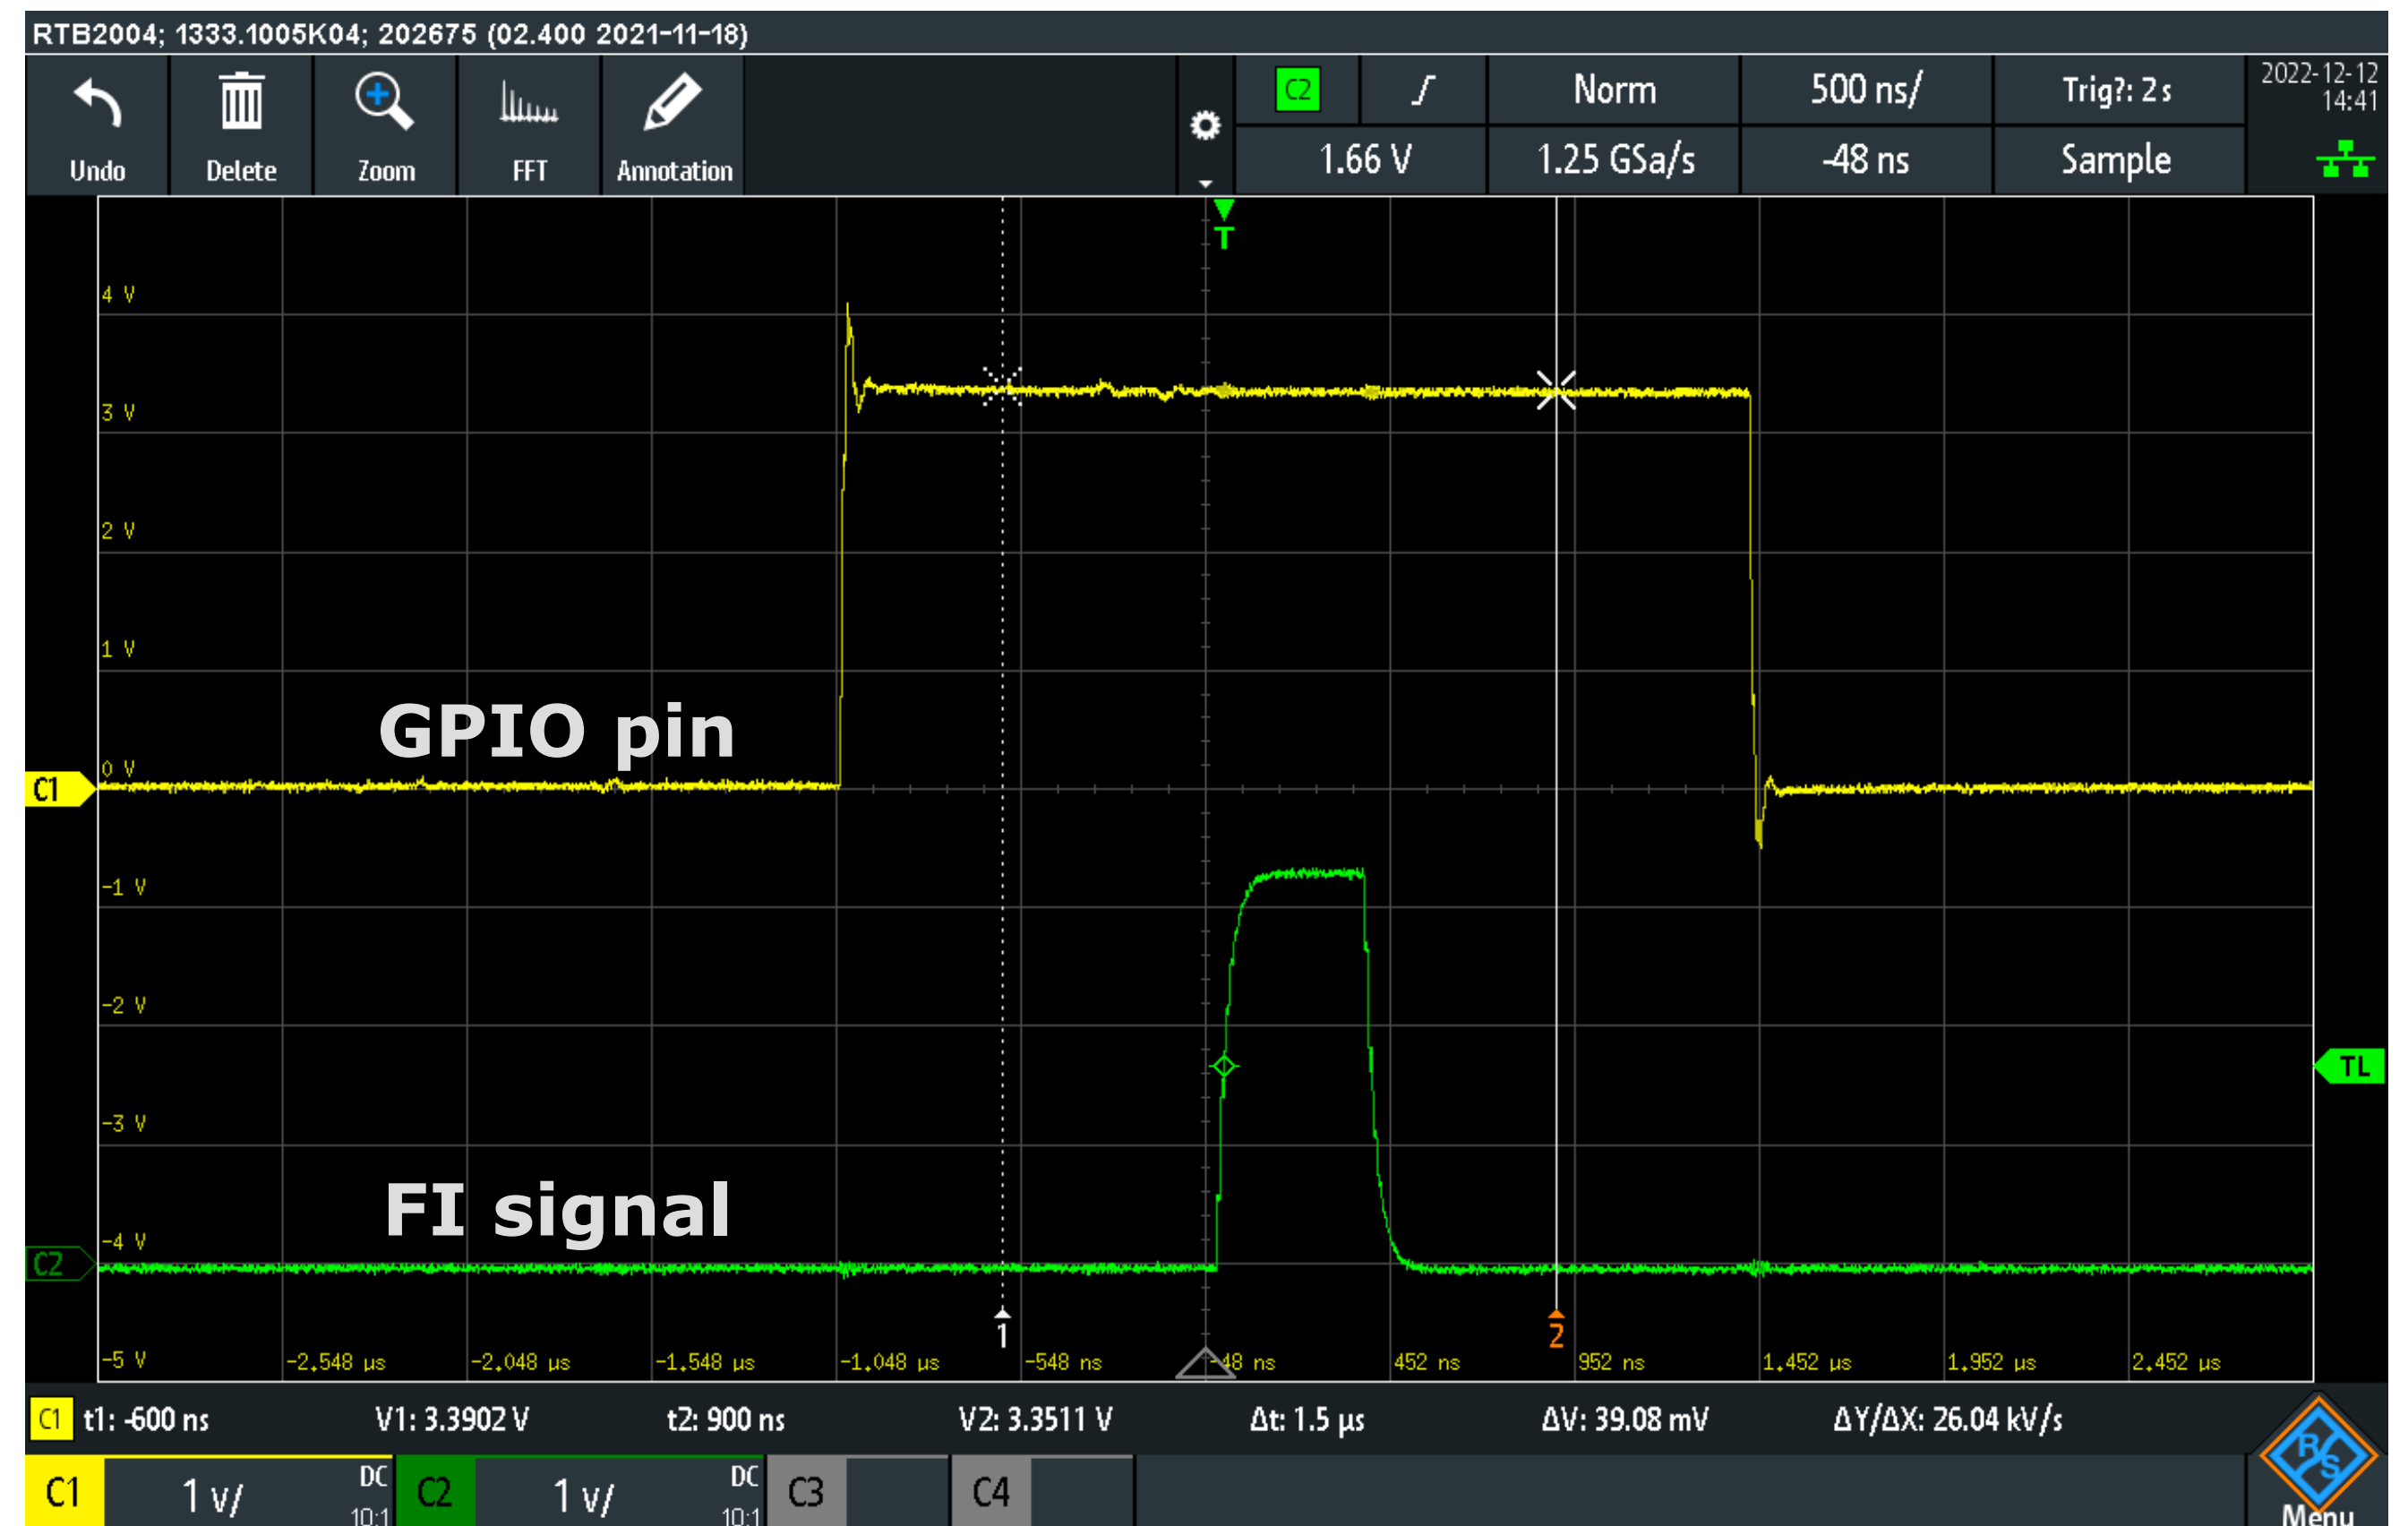 RTB2004; 1333.1005K04; 202675 (02.400 2021-11-18)
Undo
Delete
Zoom
FFT
Annotation
C2
Norm
500 ns/
Trig?: 2 s
2022-12-12
14:41
1.66 V
1.25 GSa/s
-48 ns
Sample
T
4 V
3 V
2 V
1 V
GPIO pin
0 V
C1
-1 V
-2 V
TL
-3 V
FI signal
-4 V
C2
1
2
-5 V
-2.548 µs
-2.048 µs
-1.548 µs
-1.048 µs
-548 ns
-48 ns
452 ns
952 ns
1.452 µs
1.952 µs
2.452 µs
C1 t1: -600 ns
V1: 3.3902 V
t2: 900 ns
V2: 3.3511 V
Δt: 1.5 µs
ΔV: 39.08 mV
ΔY/ΔX: 26.04 kV/s
R S
C1
1 V/
DC
10:1
C2
1 V/
DC
10:1
C3
C4
Menu